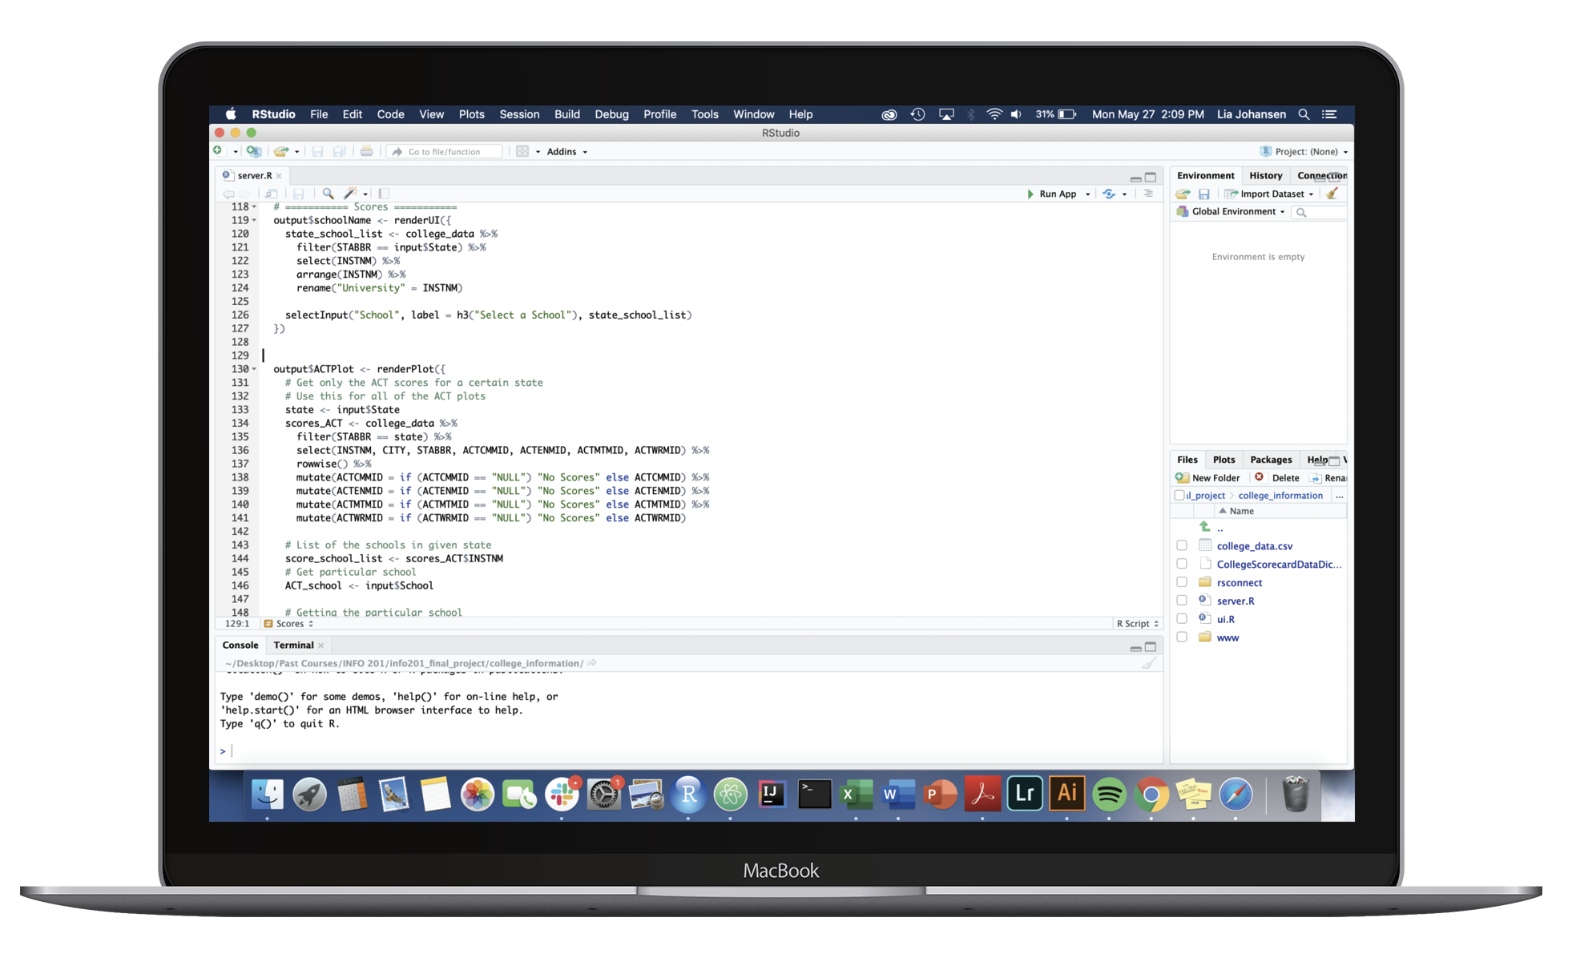 RStudio File Edit Code View Plots Session Build Debug Profile Tools Window Help 31% Mon May 27 2:09 PM Lia Johansen
RStudio
Go to file/function Addins Project: (None)
server.R
Run App
118 # =========== Scores ===========
119 output$schoolName <- renderUI({
120 state_school_list <- college_data %>%
121 filter(STABBR == input$State) %>%
122 select(INSTNM) %>%
123 arrange(INSTNM) %>%
124 rename("University" = INSTNM)
125
126 selectInput("School", label = h3("Select a School"), state_school_list)
127 })
128
129
130 output$ACTPlot <- renderPlot({
131 # Get only the ACT scores for a certain state
132 # Use this for all of the ACT plots
133 state <- input$State
134 scores_ACT <- college_data %>%
135 filter(STABBR == state) %>%
136 select(INSTNM, CITY, STABBR, ACTCMMID, ACTENMID, ACTMTMID, ACTWRMID) %>%
137 rowwise() %>%
138 mutate(ACTCMMID = if (ACTCMMID == "NULL") "No Scores" else ACTCMMID) %>%
139 mutate(ACTENMID = if (ACTENMID == "NULL") "No Scores" else ACTENMID) %>%
140 mutate(ACTMTMID = if (ACTMTMID == "NULL") "No Scores" else ACTMTMID) %>%
141 mutate(ACTWRMID = if (ACTWRMID == "NULL") "No Scores" else ACTWRMID)
142
143 # List of the schools in given state
144 score_school_list <- scores_ACT$INSTNM
145 # Get particular school
146 ACT_school <- input$School
147
148 # Getting the particular school
129:1 # Scores R Script
Console Terminal
~/Desktop/Past Courses/INFO 201/info201_final_project/college_information/
Type 'demo()' for some demos, 'help()' for on-line help, or
'help.start()' for an HTML browser interface to help.
Type 'q()' to quit R.
>
Environment History Connection
Import Dataset
Global Environment
Environment is empty
Files Plots Packages Help
New Folder Delete Rena
l_project > college_information ...
Name
..
college_data.csv
CollegeScorecardDataDic...
rsconnect
server.R
ui.R
www
1 R IJ >_ X W P Lr Ai
MacBook